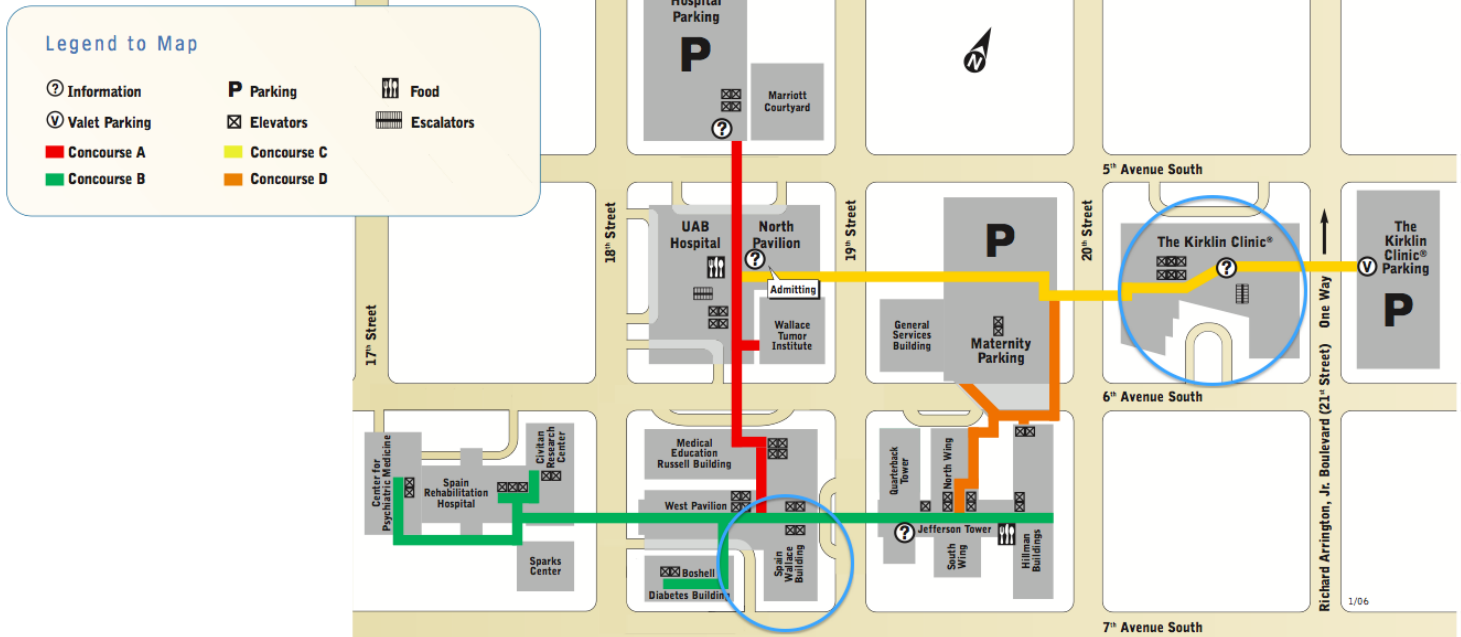 Legend to Map
? Information
P Parking
Food
V Valet Parking
Elevators
Escalators
Concourse A
Concourse C
Concourse B
Concourse D
Hospital
Parking
P
Marriott
Courtyard
?
N
5th Avenue South
18th Street
UAB
Hospital
North
Pavilion
?
Admitting
Wallace
Tumor
Institute
19th Street
P
General
Services
Building
Maternity
Parking
20th Street
The Kirklin Clinic®
?
Richard Arrington, Jr. Boulevard (21st Street) One Way
The
Kirklin
Clinic®
Parking
V
P
17th Street
6th Avenue South
Center for
Psychiatric Medicine
Spain
Rehabilitation
Hospital
Civitan
Research
Center
Sparks
Center
Medical
Education
Russell Building
West Pavilion
Spain
Wallace
Building
Boshell
Diabetes Building
Quarterback
Tower
North Wing
?
Jefferson Tower
South
Wing
Hillman
Buildings
1/06
7th Avenue South